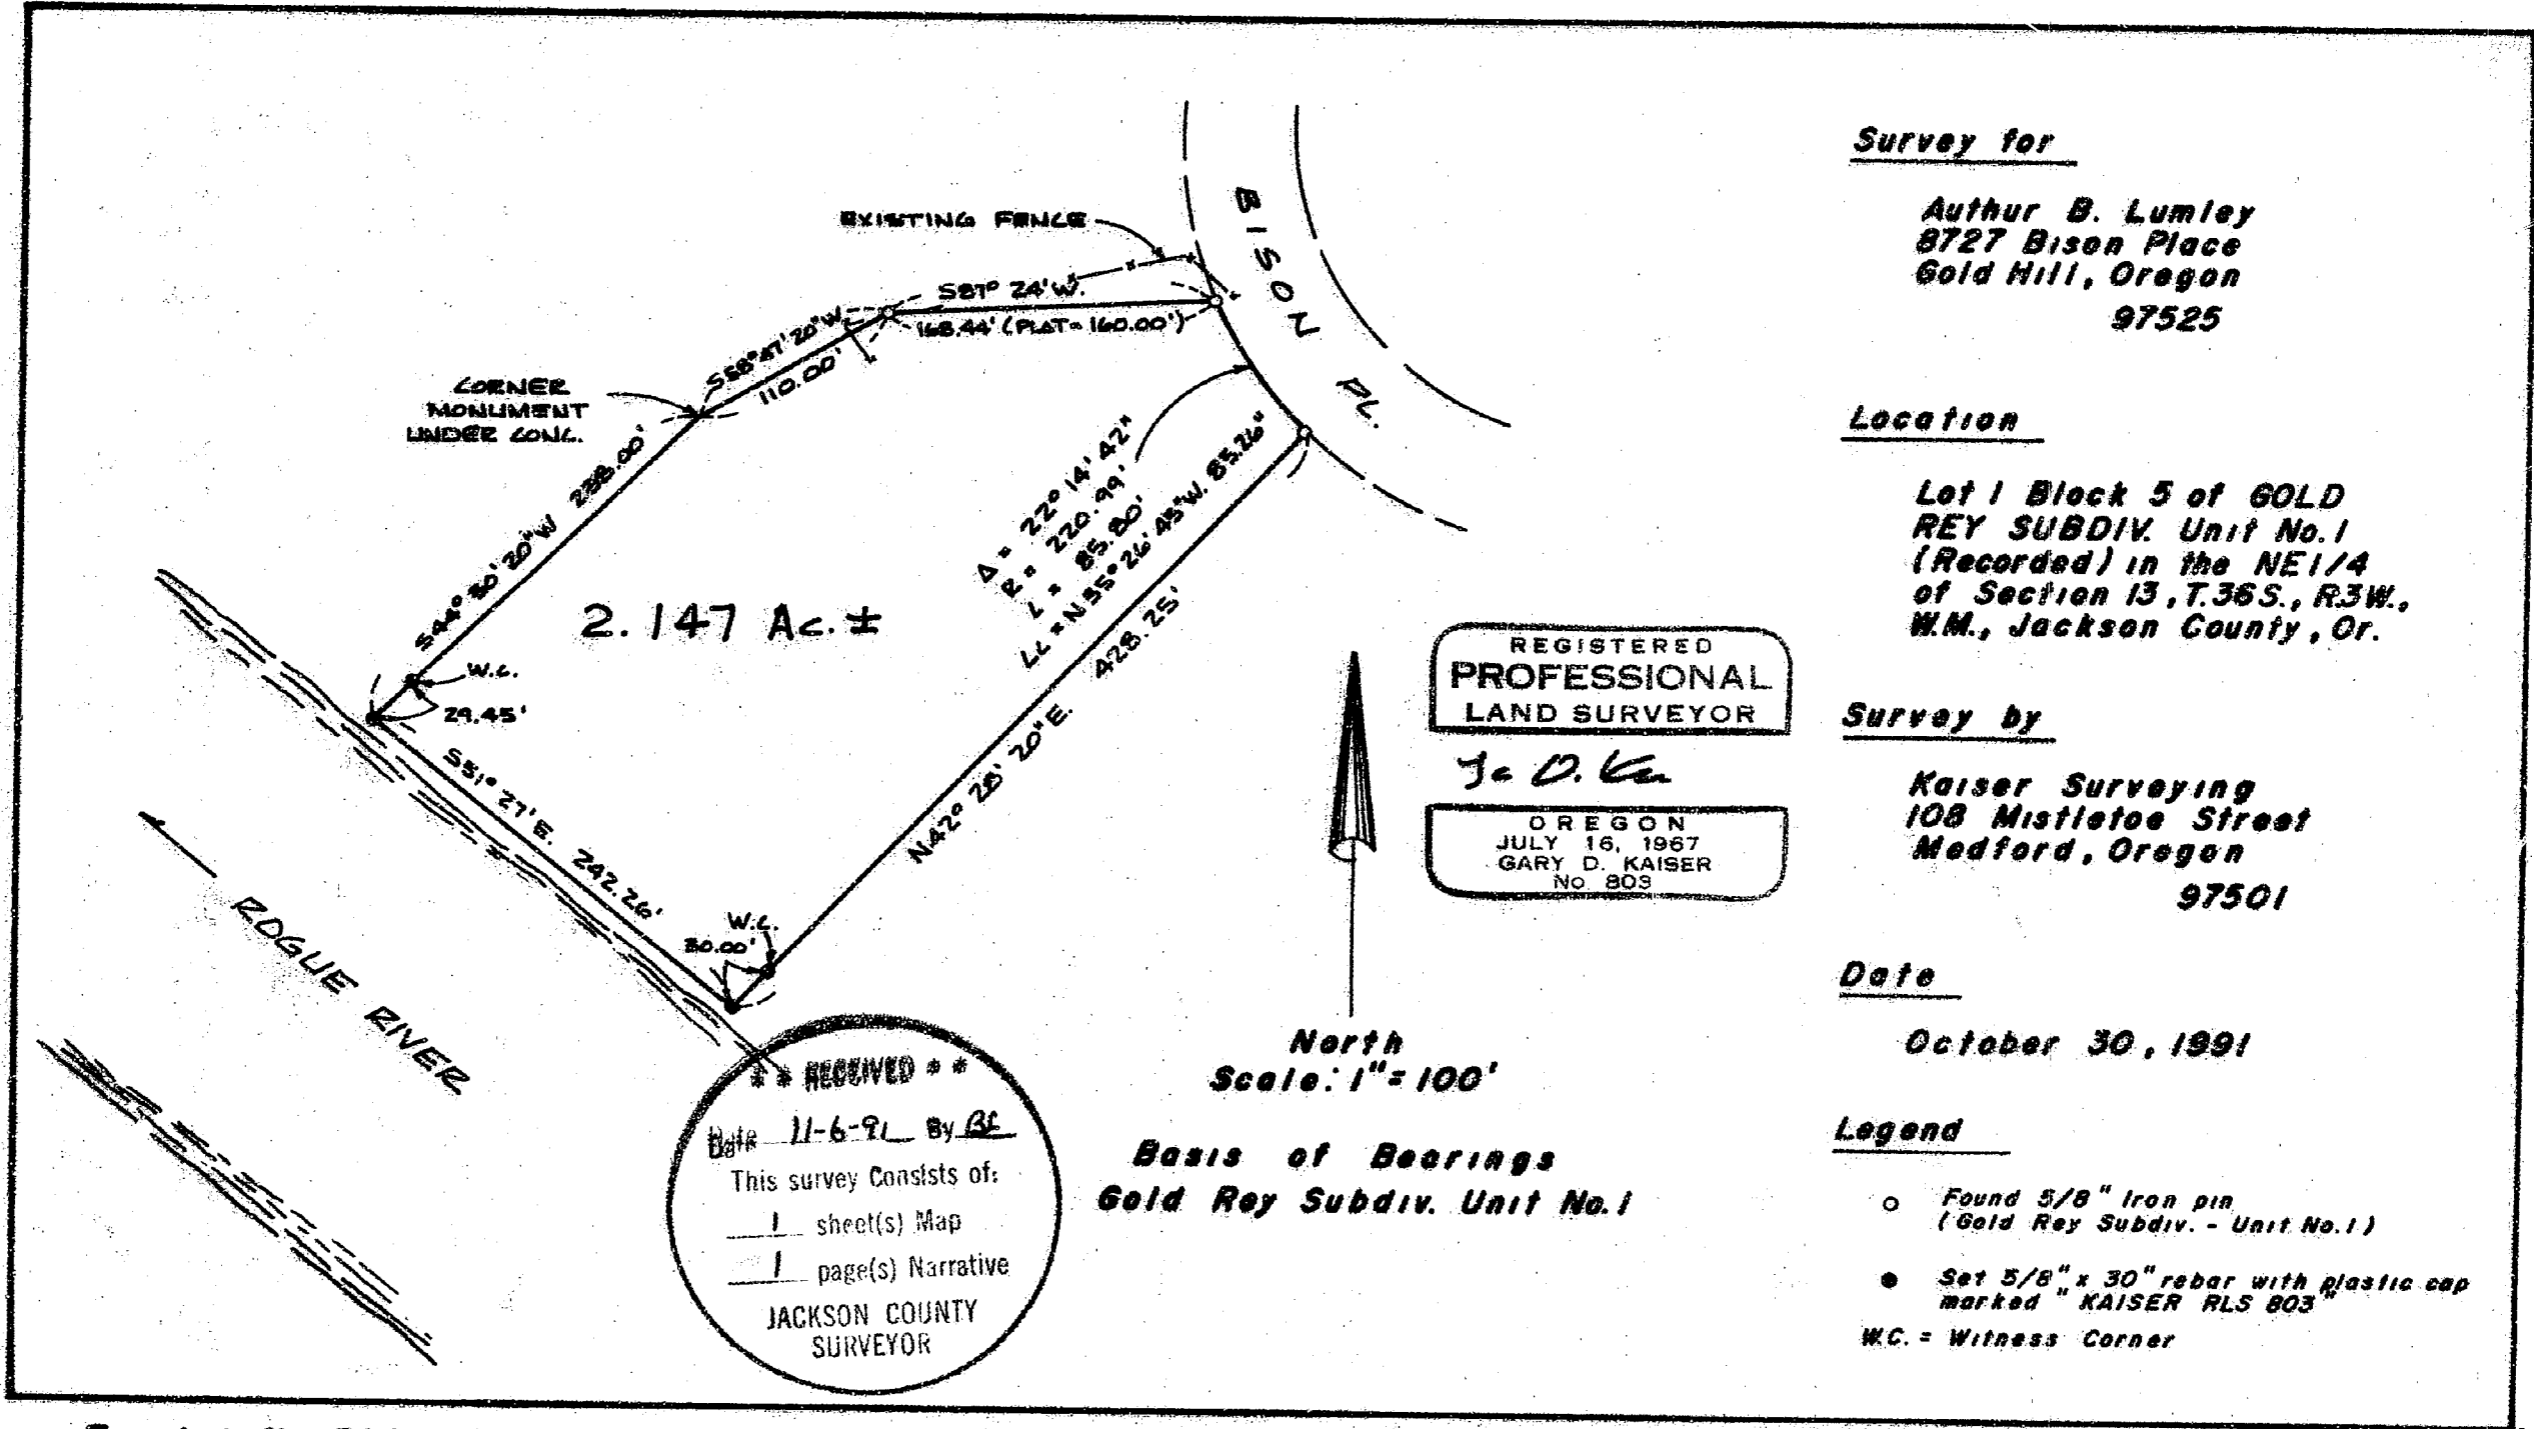 EXISTING FENCE
S87° 24'W.
168.44' (PLAT= 160.00')
S58° 47' 20"W
110.00'
CORNER
MONUMENT
UNDER CONC.
238.00'
S44° 50' 20"W
W.C.
29.45'
2.147 Ac.±
BISON PL.
Δ = 22° 14' 42"
R = 220.99'
L = 85.80'
LC = N 35° 26' 45"W. 85.26'
428.25'
N42° 28' 20"E.
S51° 27' E. 242.26'
W.C.
30.00'
ROGUE RIVER
REGISTERED
PROFESSIONAL
LAND SURVEYOR
OREGON
JULY 16, 1967
GARY D. KAISER
No 803
North
Scale: 1"= 100'
Basis of Bearings
Gold Rey Subdiv. Unit No. 1
* * RECEIVED * *
Date 11-6-91 By
This survey Consists of:
1 sheet(s) Map
1 page(s) Narrative
JACKSON COUNTY
SURVEYOR
Survey for
Authur B. Lumley
8727 Bison Place
Gold Hill, Oregon
97525
Location
Lot 1 Block 5 of GOLD
REY SUBDIV. Unit No. 1
(Recorded) in the NE1/4
of Section 13, T.36S., R3W.,
W.M., Jackson County, Or.
Survey by
Kaiser Surveying
108 Mistletoe Street
Medford, Oregon
97501
Date
October 30, 1991
Legend
Found 5/8" Iron pin
(Gold Rey Subdiv. - Unit No. 1)
Set 5/8" x 30" rebar with plastic cap
marked " KAISER RLS 803"
W.C. = Witness Corner